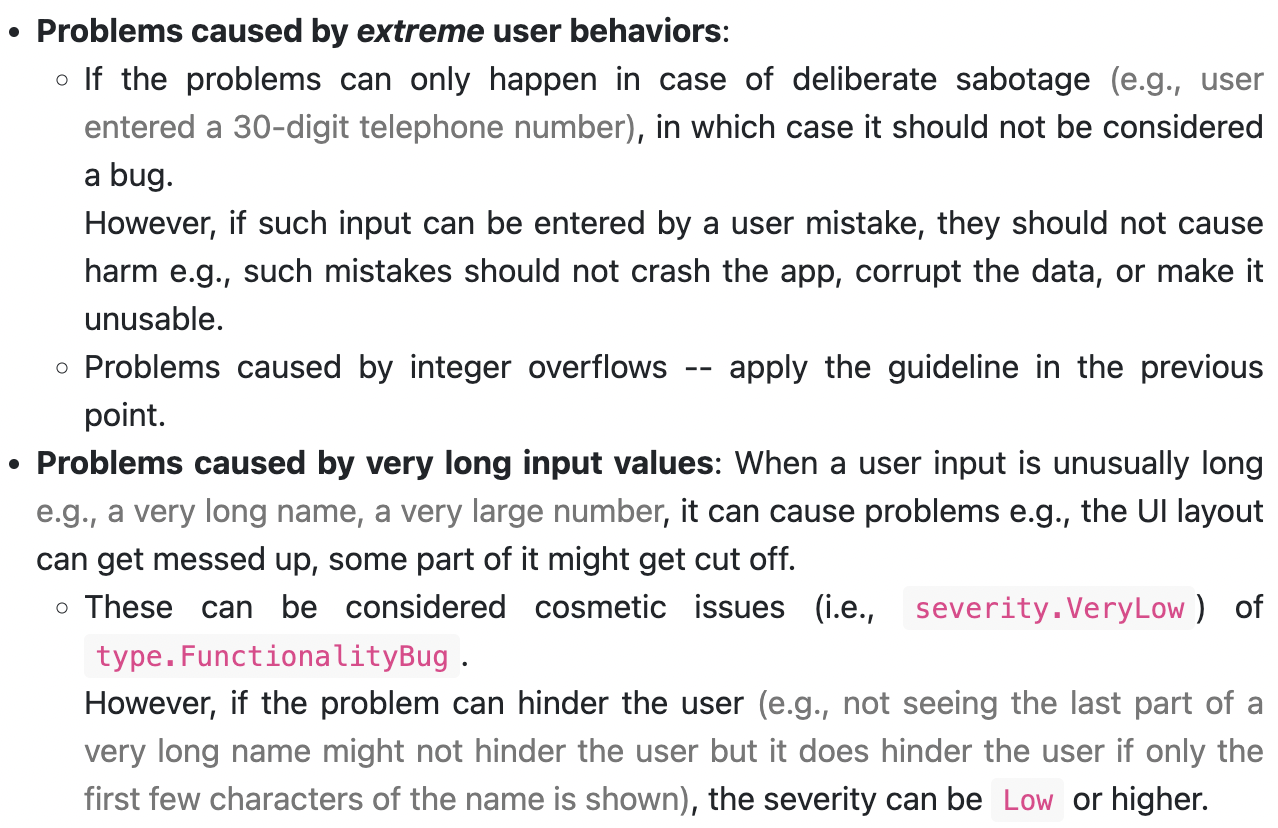 • Problems caused by extreme user behaviors:
◦ If the problems can only happen in case of deliberate sabotage (e.g., user
entered a 30-digit telephone number), in which case it should not be considered
a bug.
However, if such input can be entered by a user mistake, they should not cause
harm e.g., such mistakes should not crash the app, corrupt the data, or make it
unusable.
◦ Problems caused by integer overflows -- apply the guideline in the previous
point.
• Problems caused by very long input values: When a user input is unusually long
e.g., a very long name, a very large number, it can cause problems e.g., the UI layout
can get messed up, some part of it might get cut off.
◦ These can be considered cosmetic issues (i.e., severity.VeryLow) of
type.FunctionalityBug.
However, if the problem can hinder the user (e.g., not seeing the last part of a
very long name might not hinder the user but it does hinder the user if only the
first few characters of the name is shown), the severity can be Low or higher.